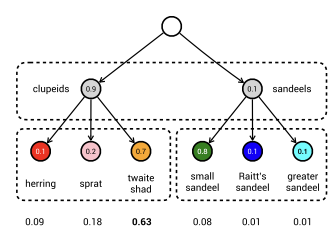 clupeids 0.9 0.1 sandeels
0.1 0.2 0.7 0.8 0.1 0.1
herring sprat twaite shad small sandeel Raitt's sandeel greater sandeel
0.09 0.18 0.63 0.08 0.01 0.01